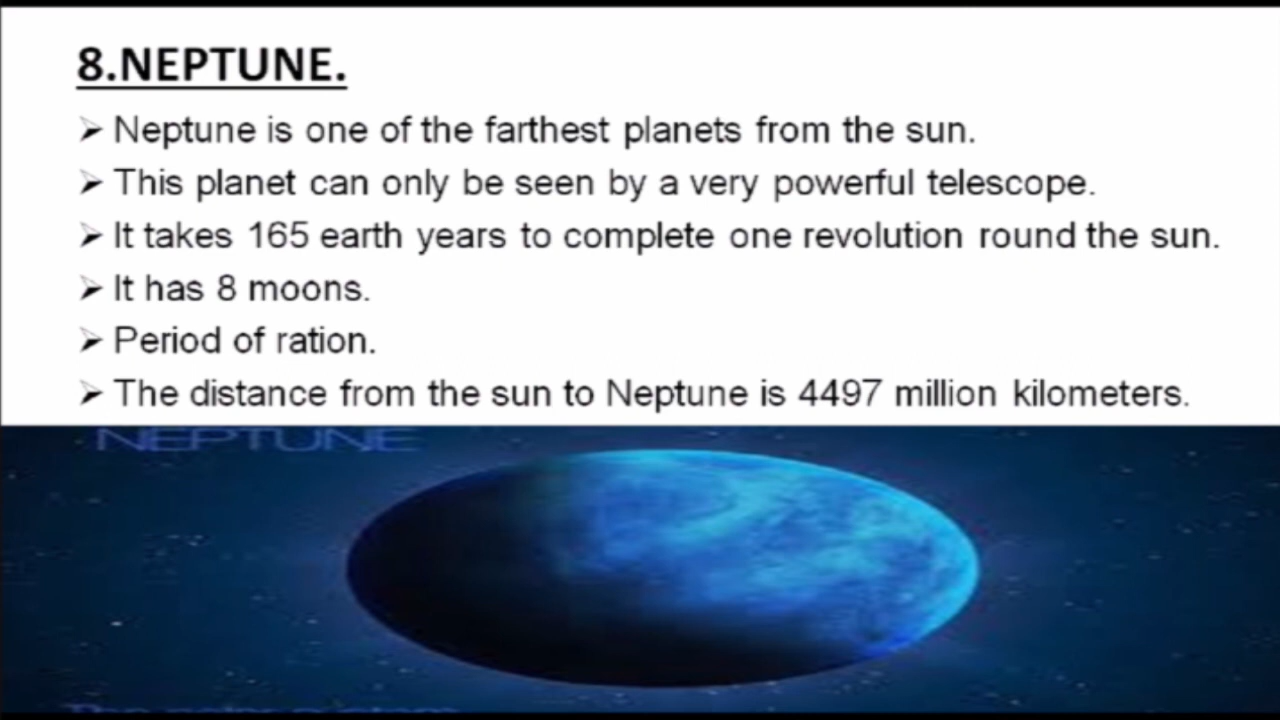 8.NEPTUNE.
➢ Neptune is one of the farthest planets from the sun.
➢ This planet can only be seen by a very powerful telescope.
➢ It takes 165 earth years to complete one revolution round the sun.
➢ It has 8 moons.
➢ Period of ration.
➢ The distance from the sun to Neptune is 4497 million kilometers.
NEPTUNE